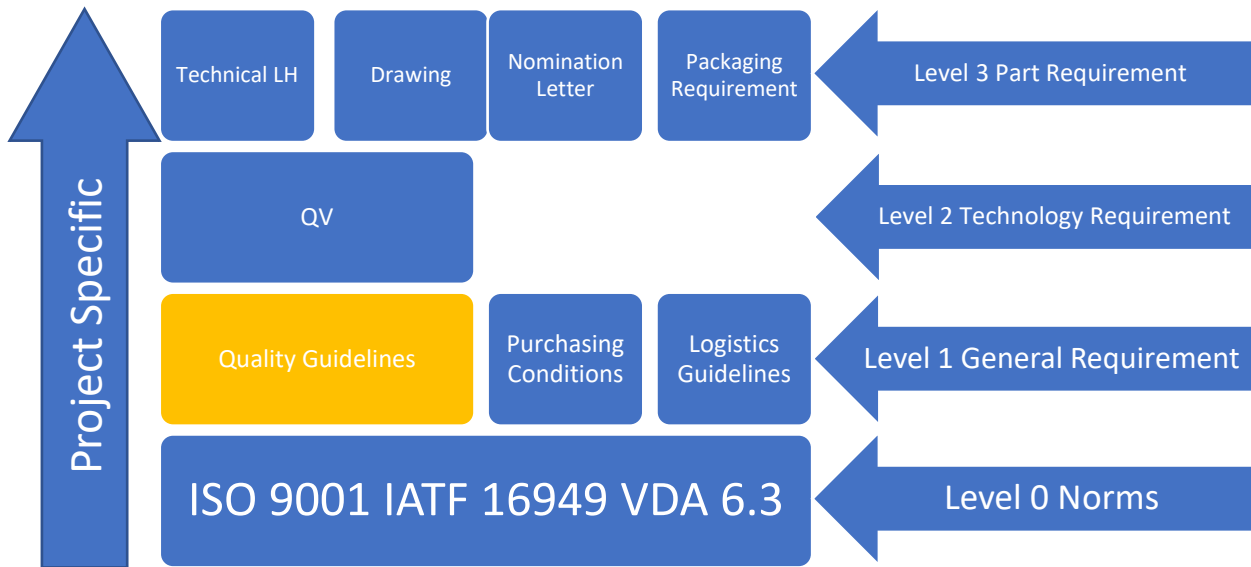 Project Specific
Technical LH
Drawing
Nomination
Letter
Packaging
Requirement
Level 3 Part Requirement
QV
Level 2 Technology Requirement
Quality Guidelines
Purchasing
Conditions
Logistics
Guidelines
Level 1 General Requirement
ISO 9001 IATF 16949 VDA 6.3
Level 0 Norms